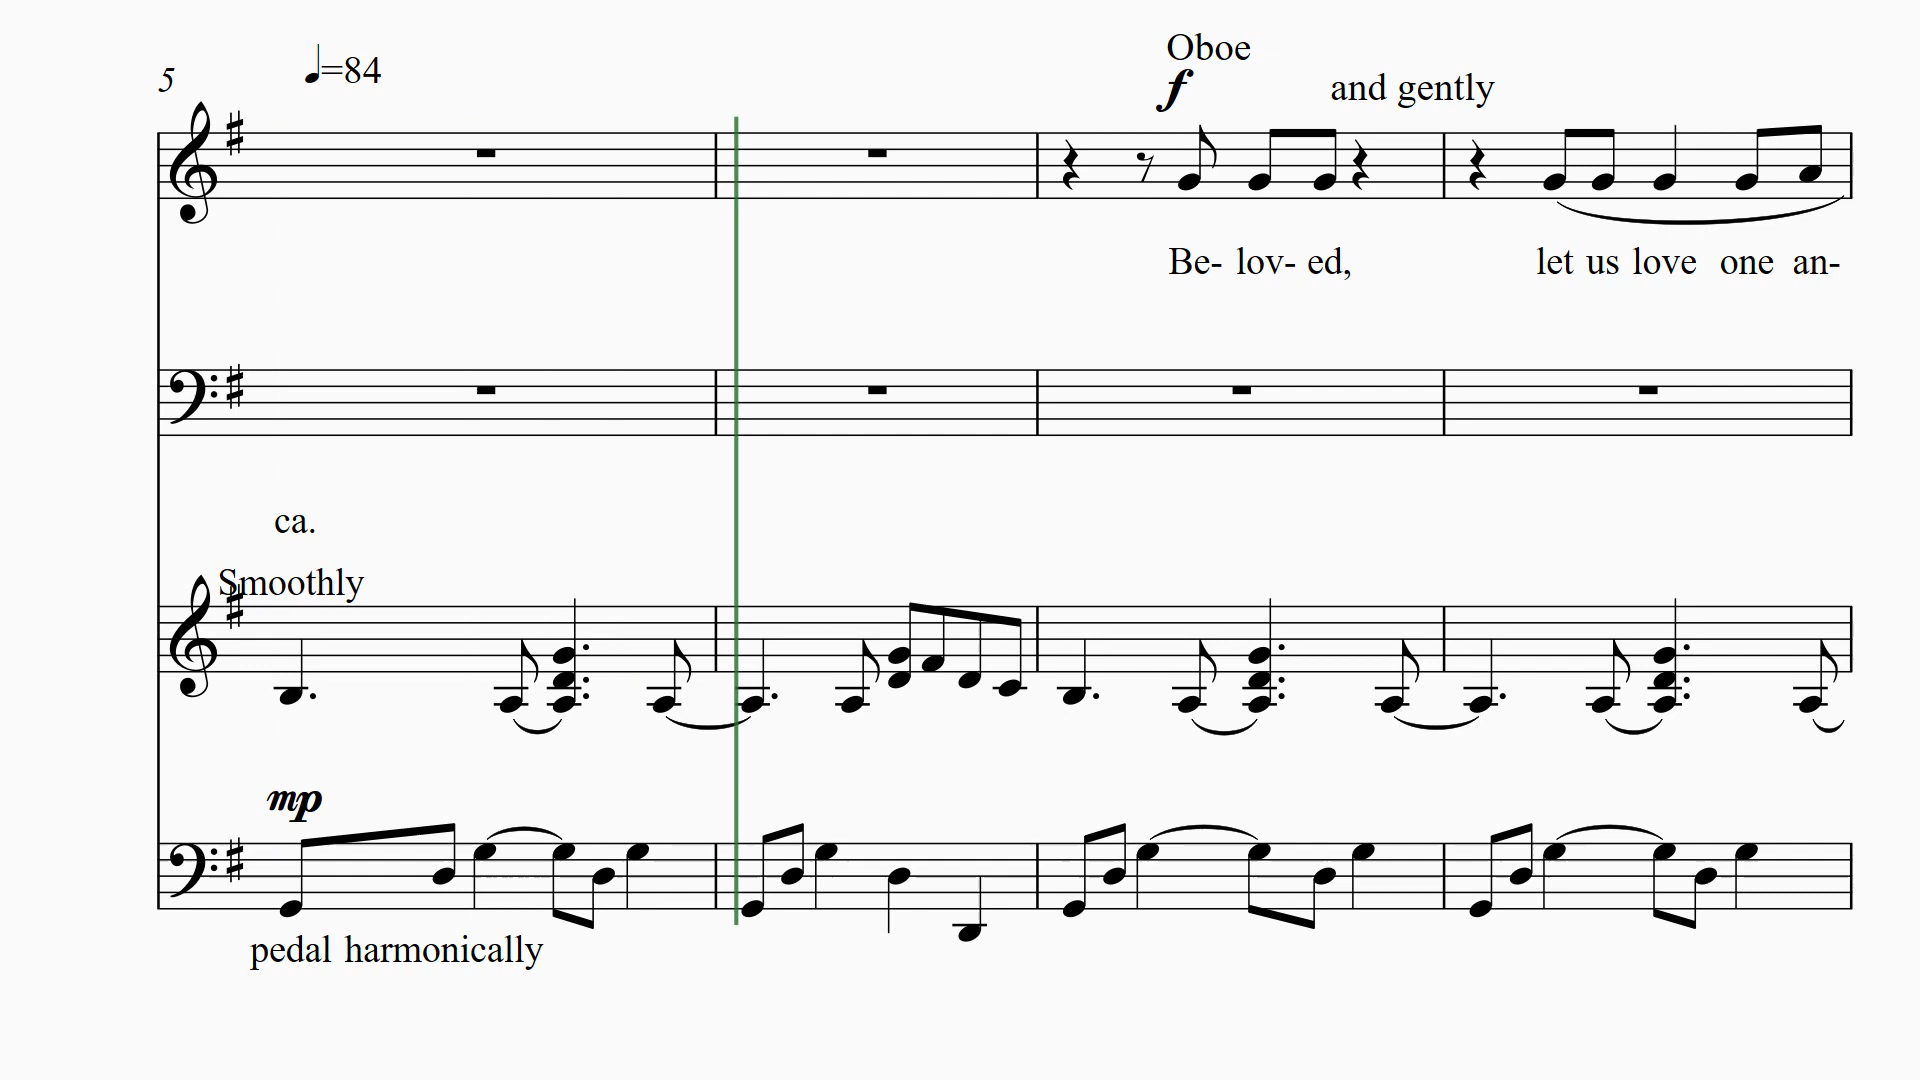 Oboe
5
♩=84
f
and gently
Be- lov- ed, let us love one an-
ca.
Smoothly
mp
pedal harmonically